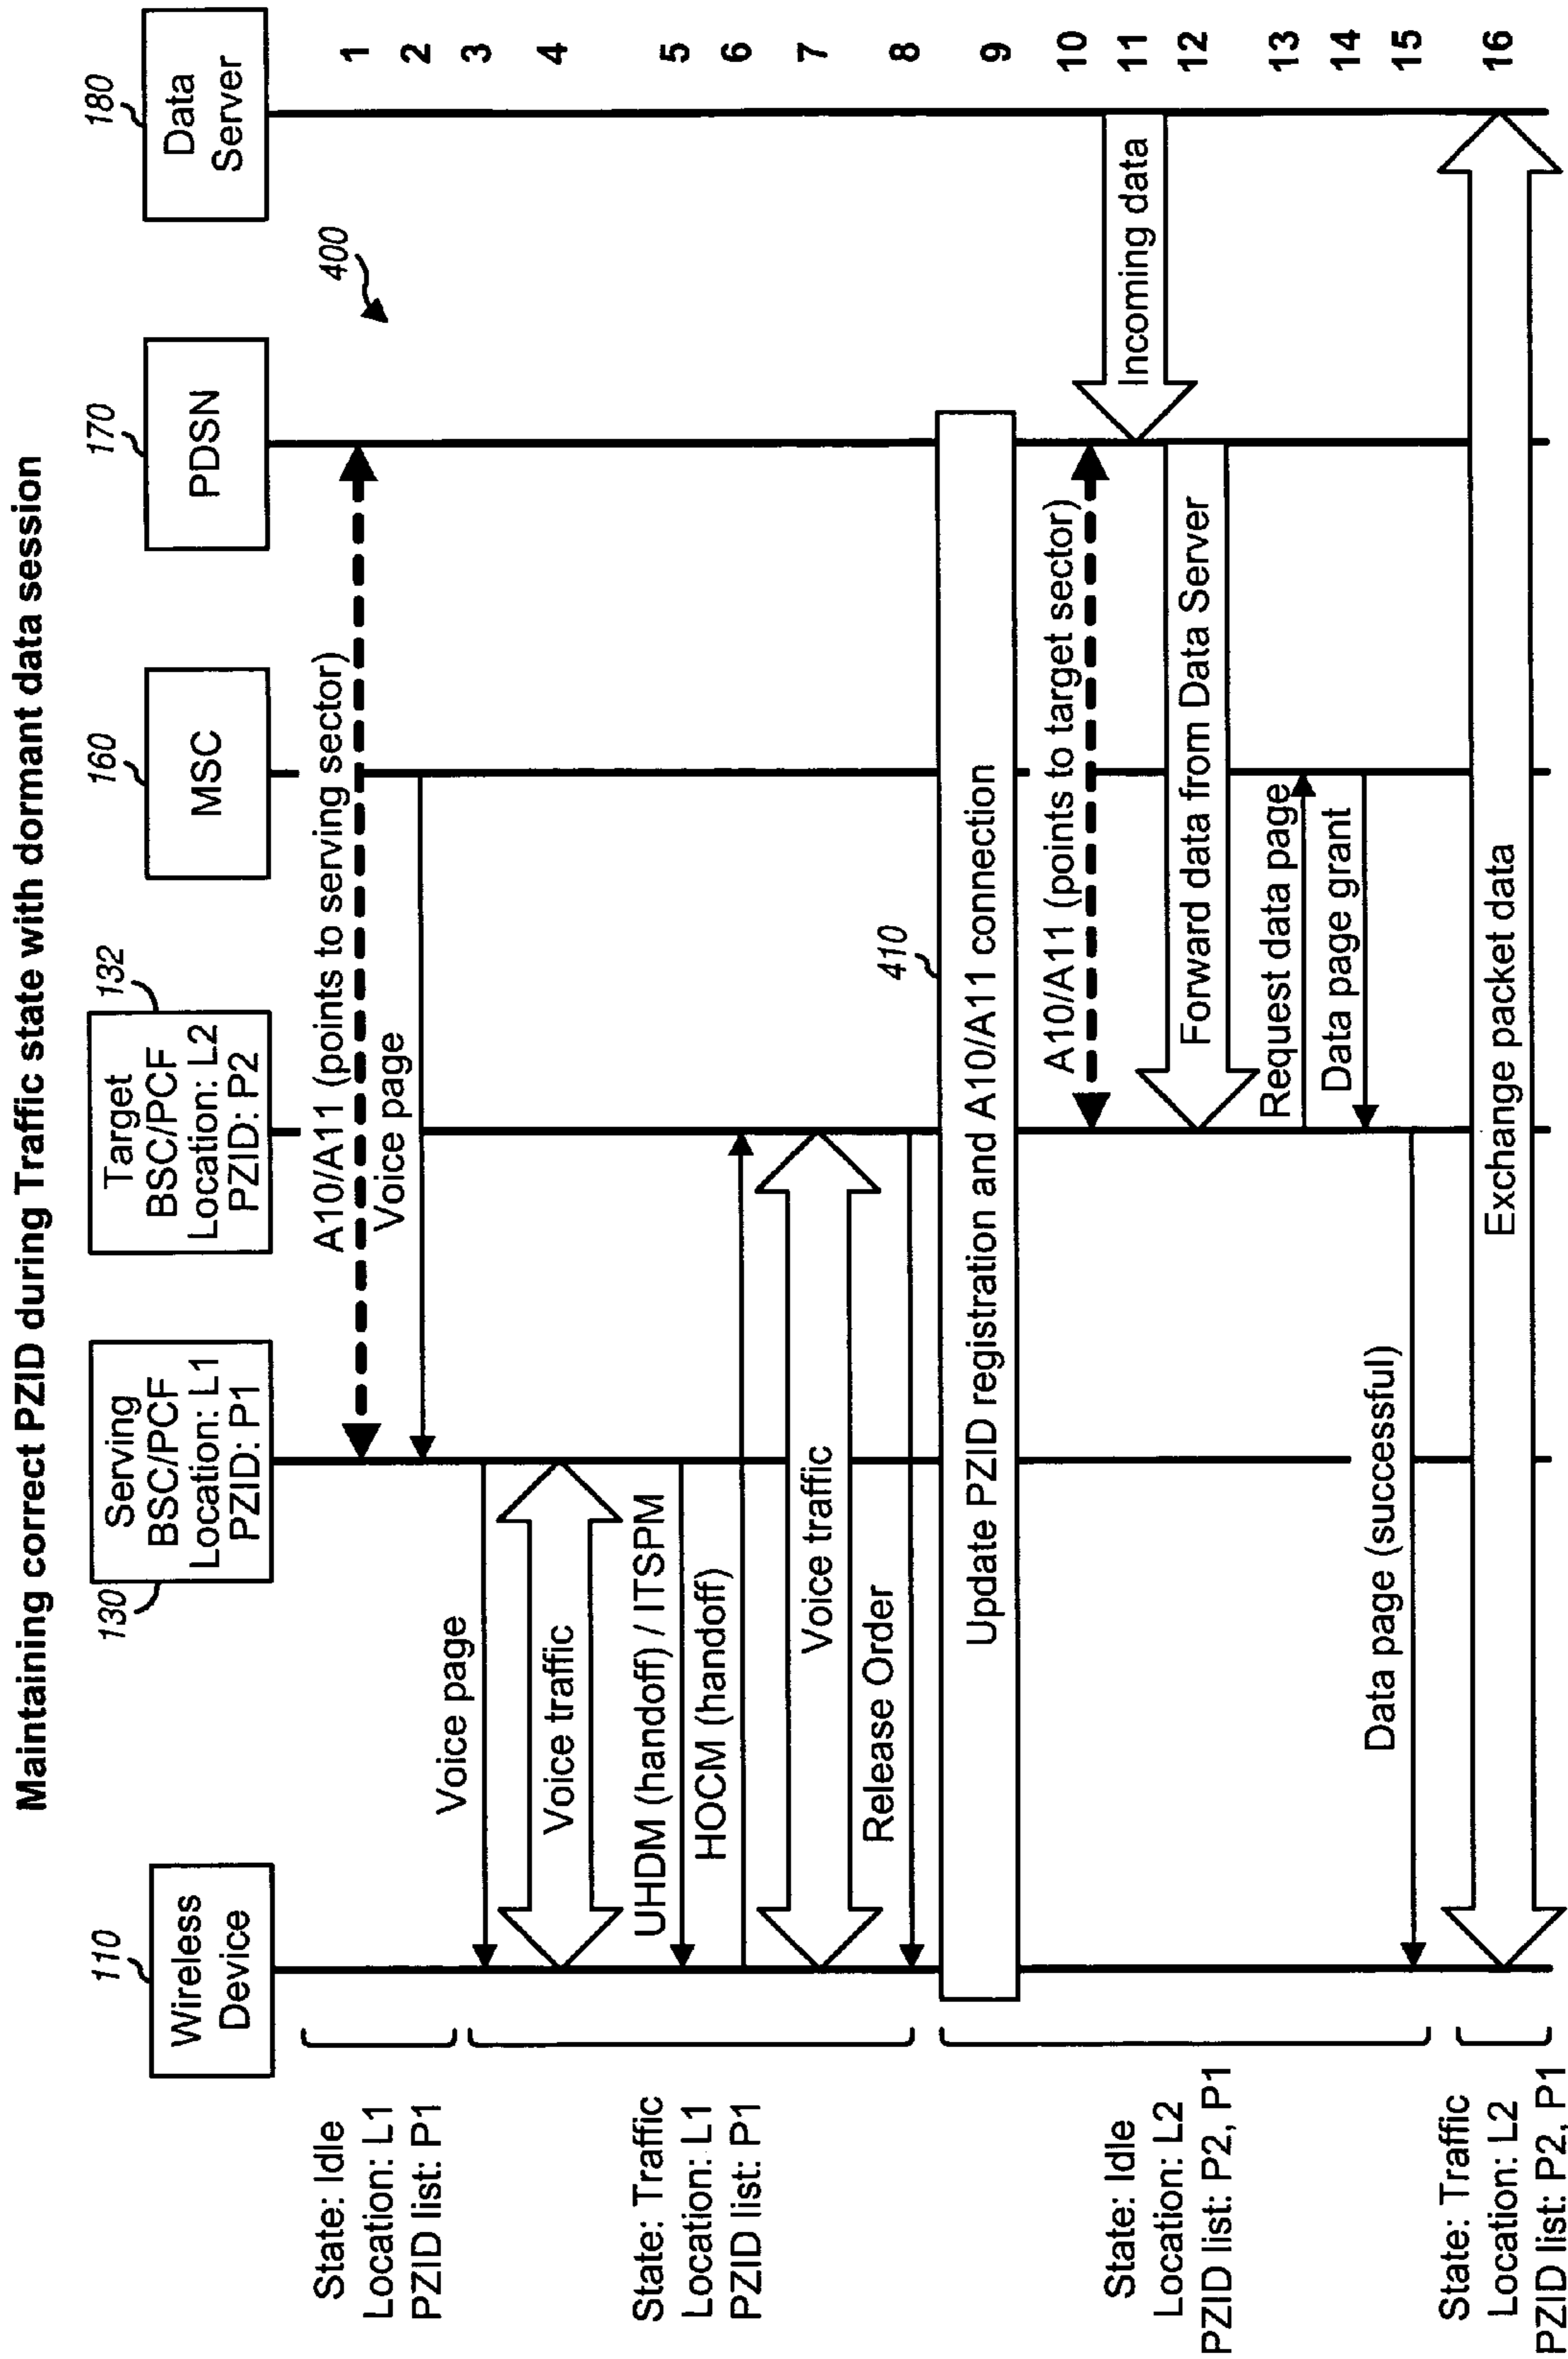 Maintaining correct PZID during Traffic state with dormant data session
110
Wireless
Device
130
Serving
BSC/PCF
Location: L1
PZID: P1
132
Target
BSC/PCF
Location: L2
PZID: P2
160
MSC
170
PDSN
180
Data
Server
400
State: Idle
Location: L1
PZID list: P1
A10/A11 (points to serving sector)
1
Voice page
2
State: Traffic
Location: L1
PZID list: P1
Voice page
3
Voice traffic
4
UHDM (handoff) / ITSPM
5
HOCM (handoff)
6
Voice traffic
7
Release Order
8
410
State: Idle
Location: L2
PZID list: P2, P1
Update PZID registration and A10/A11 connection
9
A10/A11 (points to target sector)
10
Incoming data
11
Forward data from Data Server
12
Request data page
13
Data page grant
14
Data page (successful)
15
State: Traffic
Location: L2
PZID list: P2, P1
Exchange packet data
16